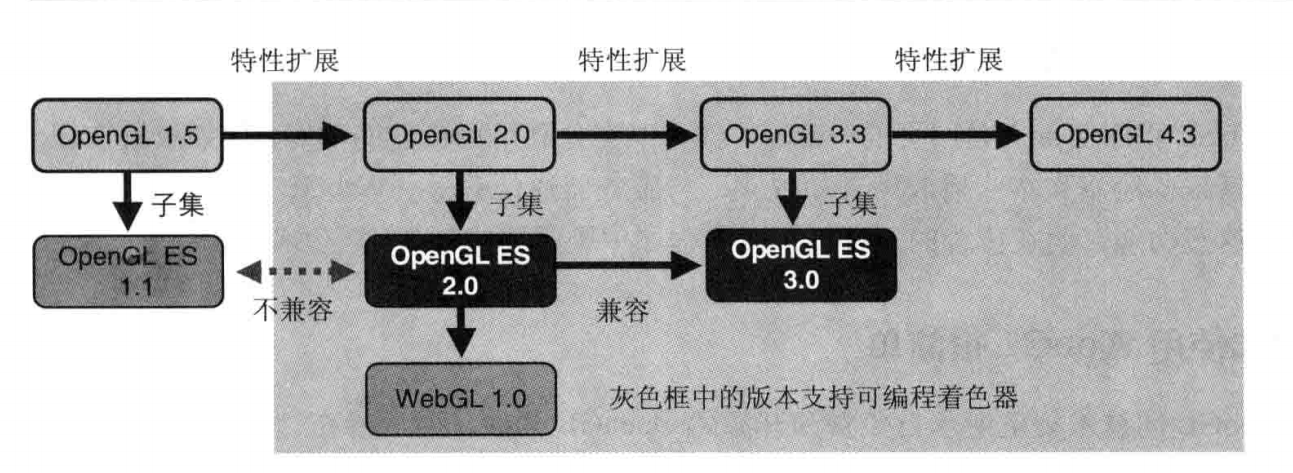 特性扩展 特性扩展 特性扩展
OpenGL 1.5 OpenGL 2.0 OpenGL 3.3 OpenGL 4.3
子集 子集 子集
OpenGL ES
1.1
OpenGL ES
2.0
OpenGL ES
3.0
不兼容 兼容
WebGL 1.0 灰色框中的版本支持可编程着色器